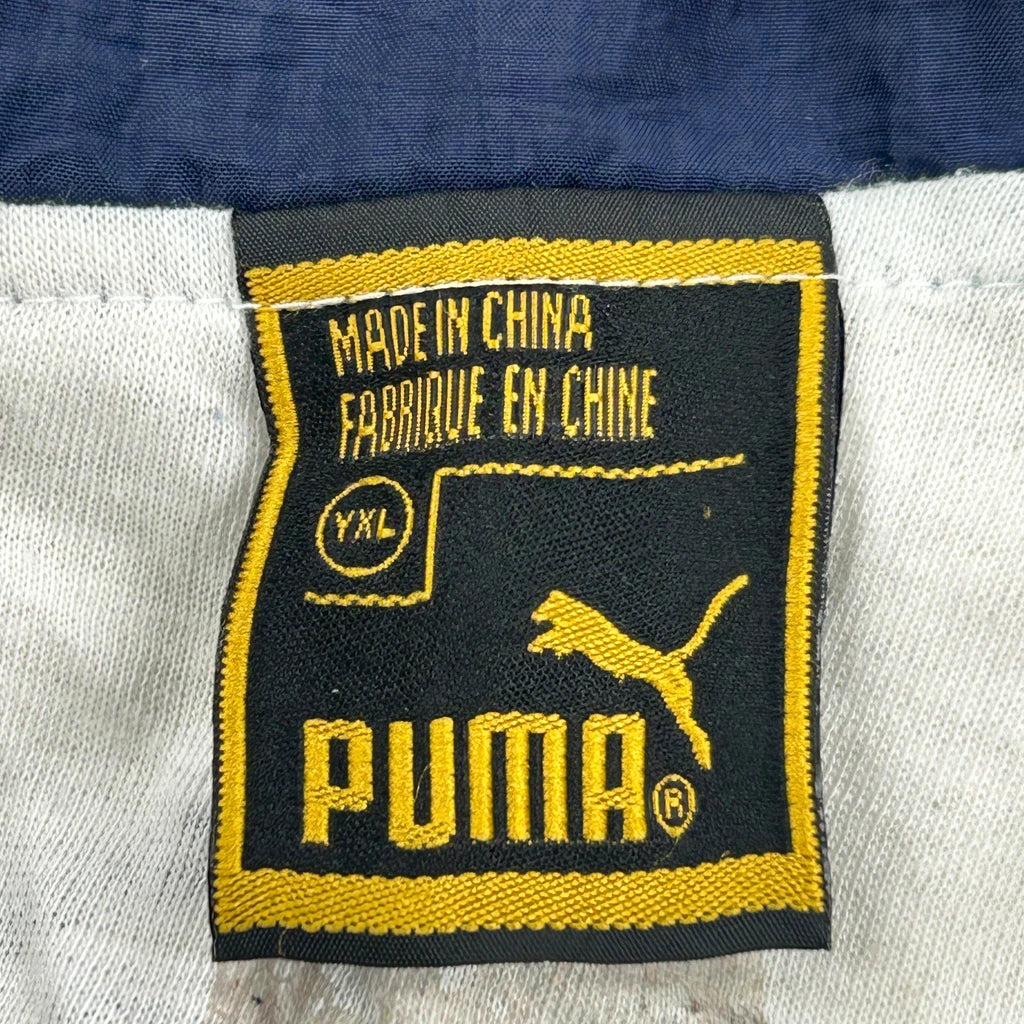 MADE IN CHINA
FABRIQUE EN CHINE
YXL
PUMA®